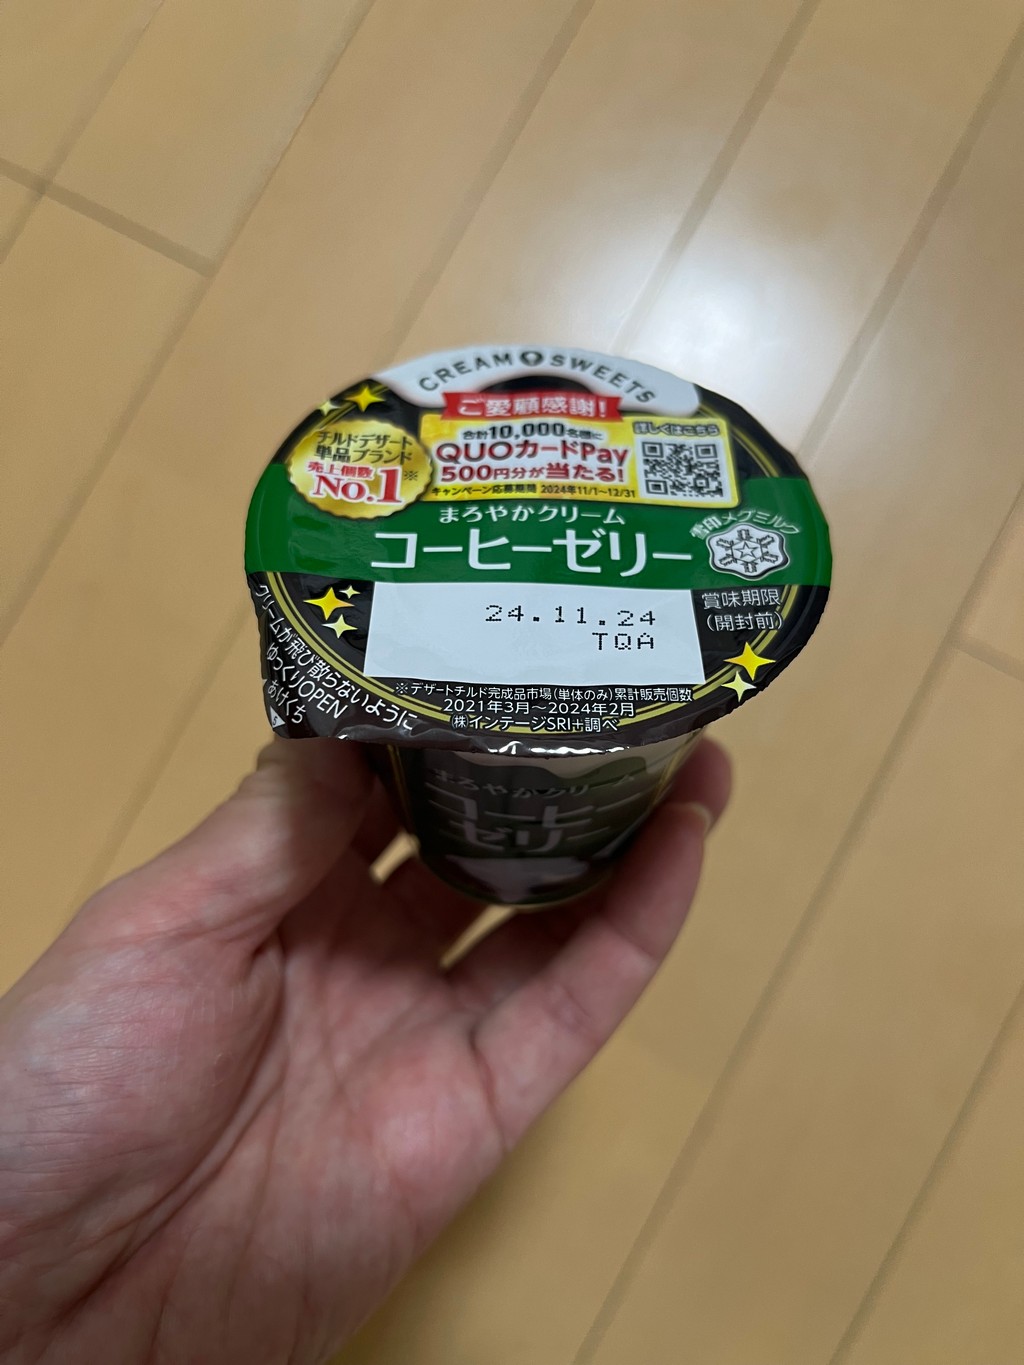 CREAM SWEETS
ご愛顧感謝!
合計10,000名様に
QUOカードPay
500円分が当たる!
キャンペーン応募期間 2024年11/1~12/31
詳しくはこちら
チルドデザート
単品ブランド
売上個数
No.1※
まろやかクリーム
コーヒーゼリー
雪印メグミルク
賞味期限
(開封前)
24.11.24
TQA
クリームが飛び散らないように
ゆっくりOPEN
あけくち
※デザートチルド完成品市場(単体のみ)累計販売個数
2021年3月~2024年2月
㈱インテージSRI+調べ
まろやかクリーム
コーヒー
ゼリー